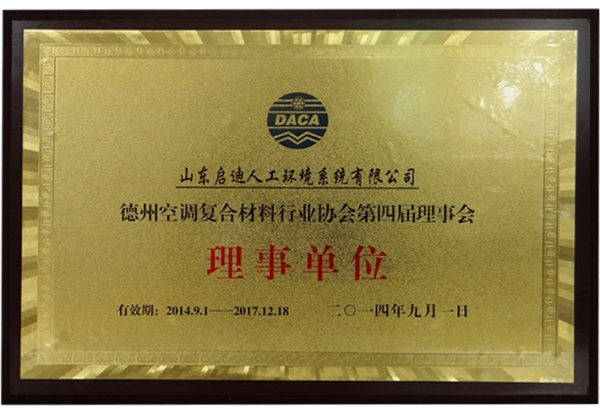 DACA
山东启迪人工环境系统有限公司
德州空调复合材料行业协会第四届理事会
理事单位
有效期：2014.9.1——2017.12.18 二〇一四年九月一日